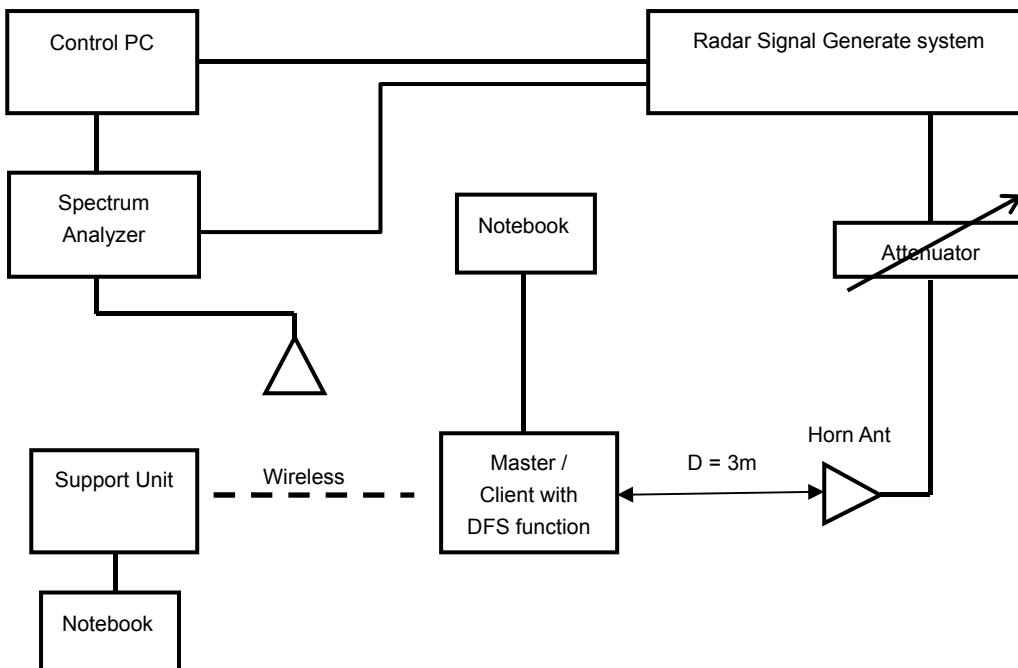 Control PC
Radar Signal Generate system
Spectrum
Analyzer
Notebook
Attenuator
Horn Ant
Support Unit
Wireless
Master /
Client with
DFS function
D = 3m
Notebook